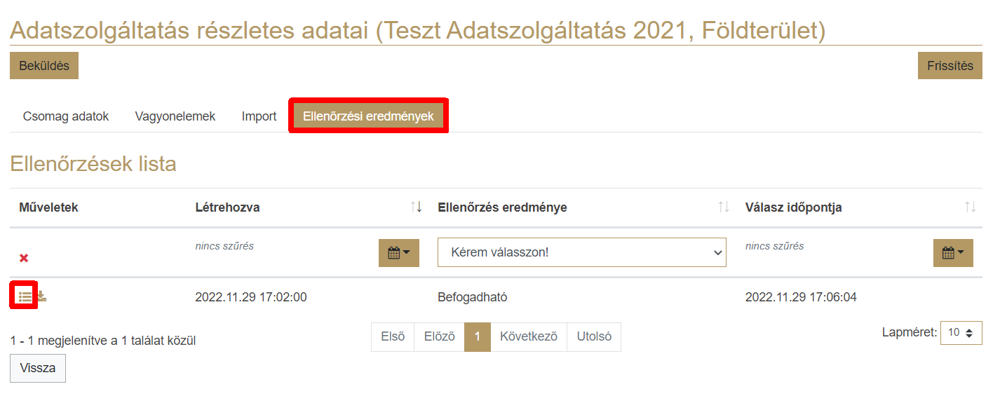 Adatszolgáltatás részletes adatai (Teszt Adatszolgáltatás 2021, Földterület)
Beküldés Frissítés
Csomag adatok Vagyonelemek Import Ellenőrzési eredmények
Ellenőrzések lista
Műveletek Létrehozva Ellenőrzés eredménye Válasz időpontja
nincs szűrés Kérem válasszon! nincs szűrés
2022.11.29 17:02:00 Befogadható 2022.11.29 17:06:04
1 - 1 megjelenítve a 1 találat közül Első Előző 1 Következő Utolsó Lapméret: 10
Vissza